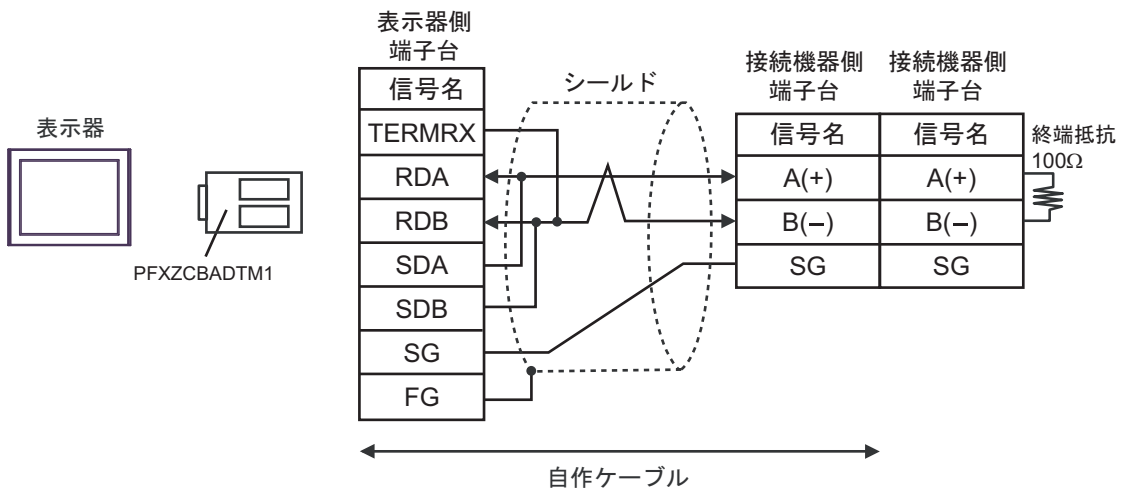 表示器
PFXZCBADTM1
表示器側
端子台
信号名
TERMRX
RDA
RDB
SDA
SDB
SG
FG
シールド
接続機器側
端子台
信号名
A(+)
B(−)
SG
接続機器側
端子台
信号名
A(+)
B(−)
SG
終端抵抗
100Ω
自作ケーブル